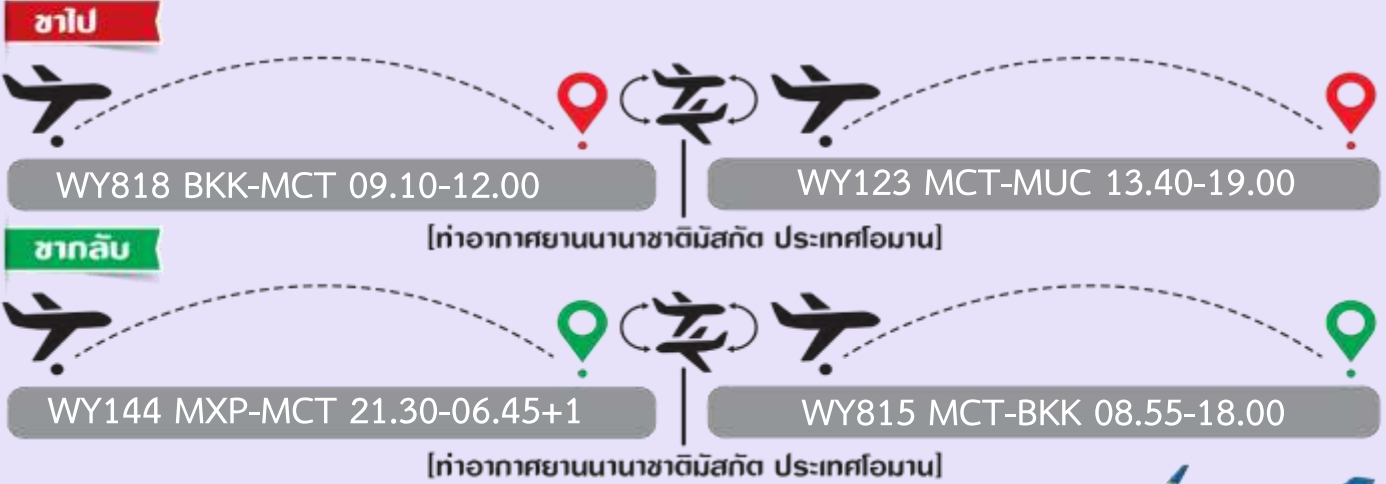 ขาไป
WY818 BKK-MCT 09.10-12.00
WY123 MCT-MUC 13.40-19.00
[ท่าอากาศยานนานาชาติมัสกัต ประเทศโอมาน]
ขากลับ
WY144 MXP-MCT 21.30-06.45+1
WY815 MCT-BKK 08.55-18.00
[ท่าอากาศยานนานาชาติมัสกัต ประเทศโอมาน]